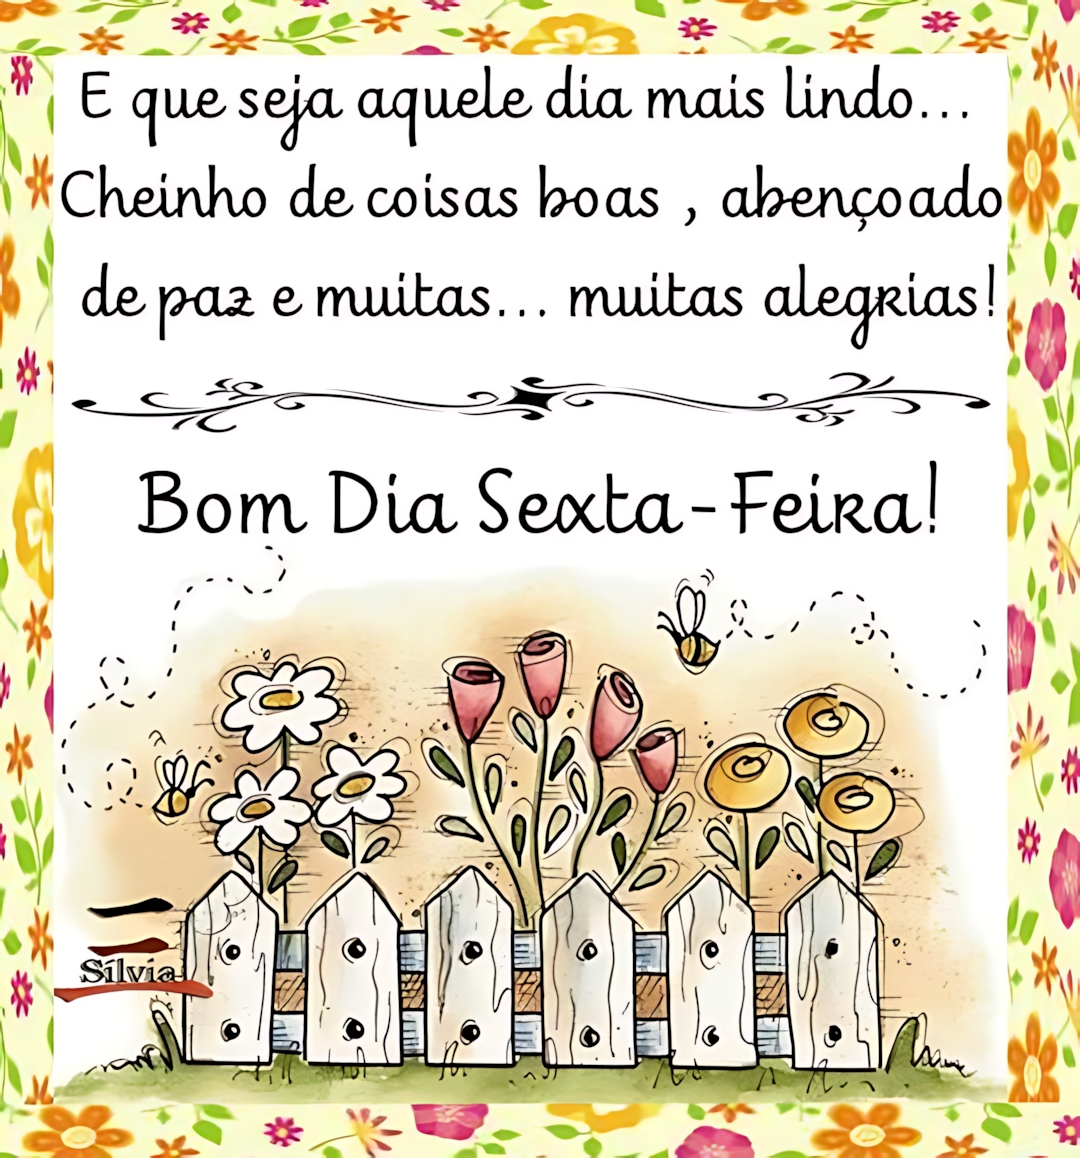 E que seja aquele dia mais lindo...
Cheinho de coisas boas , abençoado
de paz e muitas... muitas alegrias!
Bom Dia Sexta-Feira!
Silvia